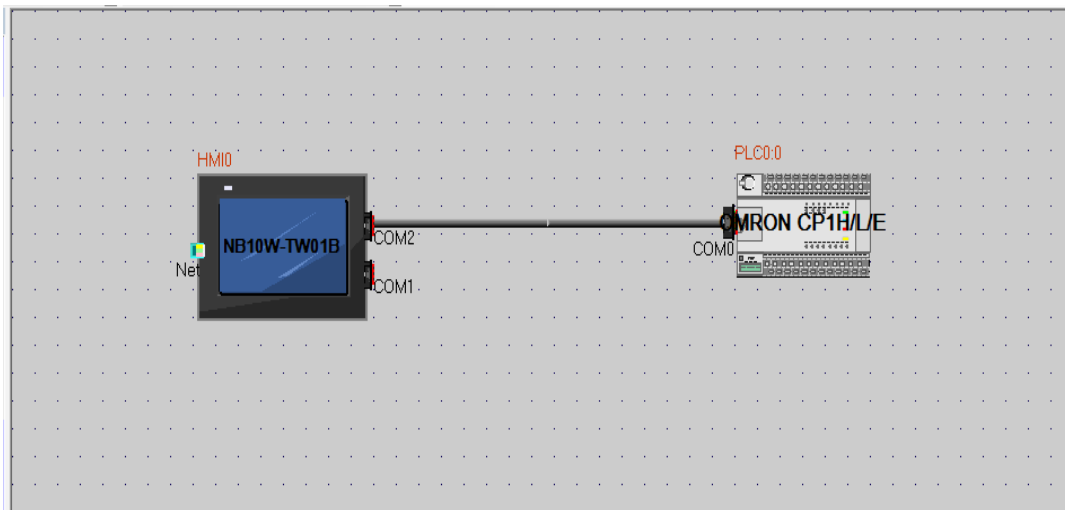 HMI0
PLC0:0
NB10W-TW01B
COM2
OMRON CP1H/L/E
COM0
Net
COM1